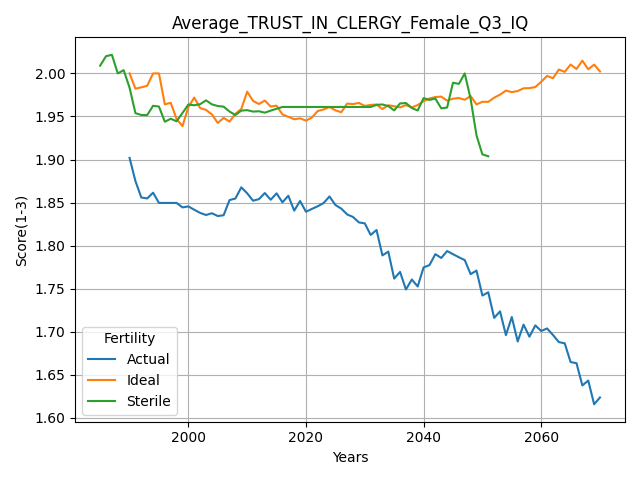 Average_TRUST_IN_CLERGY_Female_Q3_IQ
Score(1-3)
2.00
1.95
1.90
1.85
1.80
1.75
1.70
1.65
1.60
Fertility
Actual
Ideal
Sterile
2000 2020 2040 2060
Years